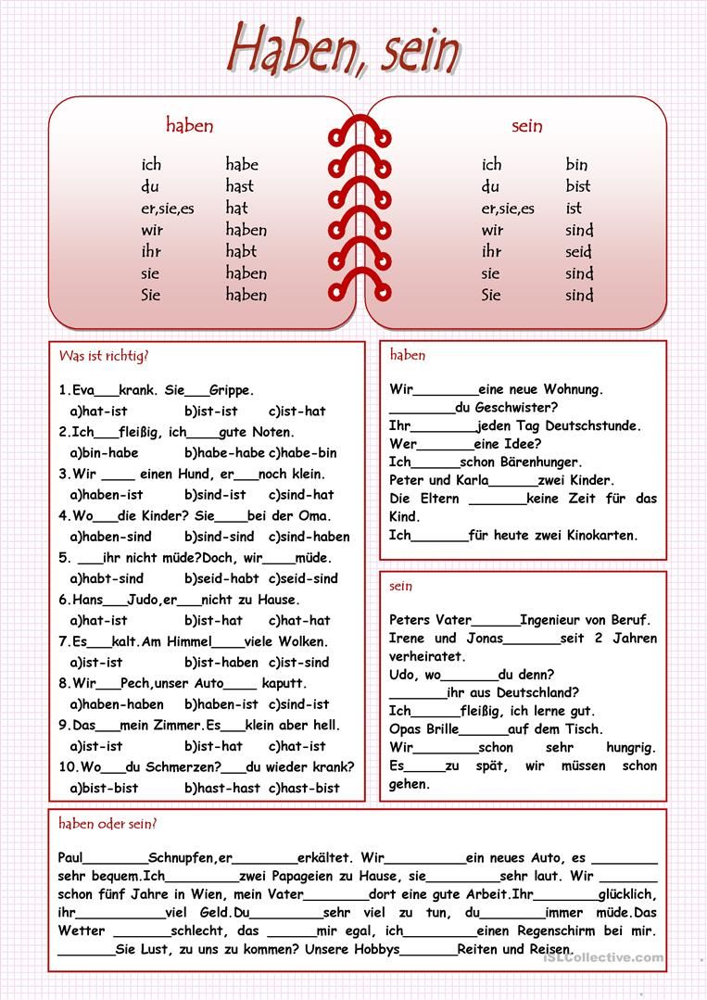 Haben, sein
haben
ich habe
du hast
er,sie,es hat
wir haben
ihr habt
sie haben
Sie haben
sein
ich bin
du bist
er,sie,es ist
wir sind
ihr seid
sie sind
Sie sind
Was ist richtig?
1.Eva___krank. Sie___Grippe.
a)hat-ist b)ist-ist c)ist-hat
2.Ich___fleißig, ich____gute Noten.
a)bin-habe b)habe-habe c)habe-bin
3.Wir ____ einen Hund, er___noch klein.
a)haben-ist b)sind-ist c)sind-hat
4.Wo___die Kinder? Sie____bei der Oma.
a)haben-sind b)sind-sind c)sind-haben
5. ___ihr nicht müde?Doch, wir____müde.
a)habt-sind b)seid-habt c)seid-sind
6.Hans___Judo,er___nicht zu Hause.
a)hat-ist b)ist-hat c)hat-hat
7.Es___kalt.Am Himmel____viele Wolken.
a)ist-ist b)ist-haben c)ist-sind
8.Wir___Pech,unser Auto____ kaputt.
a)haben-haben b)haben-ist c)sind-ist
9.Das___mein Zimmer.Es___klein aber hell.
a)ist-ist b)ist-hat c)hat-ist
10.Wo___du Schmerzen?___du wieder krank?
a)bist-bist b)hast-hast c)hast-bist
haben
Wir________eine neue Wohnung.
________du Geschwister?
Ihr________jeden Tag Deutschstunde.
Wer_______eine Idee?
Ich______schon Bärenhunger.
Peter und Karla______zwei Kinder.
Die Eltern _______keine Zeit für das
Kind.
Ich_______für heute zwei Kinokarten.
sein
Peters Vater______Ingenieur von Beruf.
Irene und Jonas_______seit 2 Jahren
verheiratet.
Udo, wo_______du denn?
_______ihr aus Deutschland?
Ich______fleißig, ich lerne gut.
Opas Brille______auf dem Tisch.
Wir________schon sehr hungrig.
Es_____zu spät, wir müssen schon
gehen.
haben oder sein?
Paul________Schnupfen,er________erkältet. Wir__________ein neues Auto, es ________
sehr bequem.Ich_________zwei Papageien zu Hause, sie_________sehr laut. Wir _______
schon fünf Jahre in Wien, mein Vater________dort eine gute Arbeit.Ihr________glücklich,
ihr___________viel Geld.Du_________sehr viel zu tun, du________immer müde.Das
Wetter _______schlecht, das ______mir egal, ich_________einen Regenschirm bei mir.
_______Sie Lust, zu uns zu kommen? Unsere Hobbys_______Reiten und Reisen.
iSLCollective.com